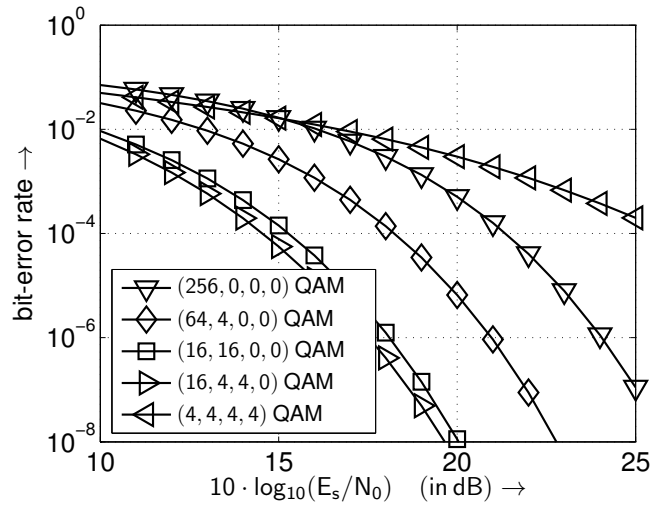 10^0
10^−2
10^−4
10^−6
10^−8
bit-error rate →
(256, 0, 0, 0) QAM
(64, 4, 0, 0) QAM
(16, 16, 0, 0) QAM
(16, 4, 4, 0) QAM
(4, 4, 4, 4) QAM
10 15 20 25
10 · log₁₀(Eₛ/N₀) (in dB) →